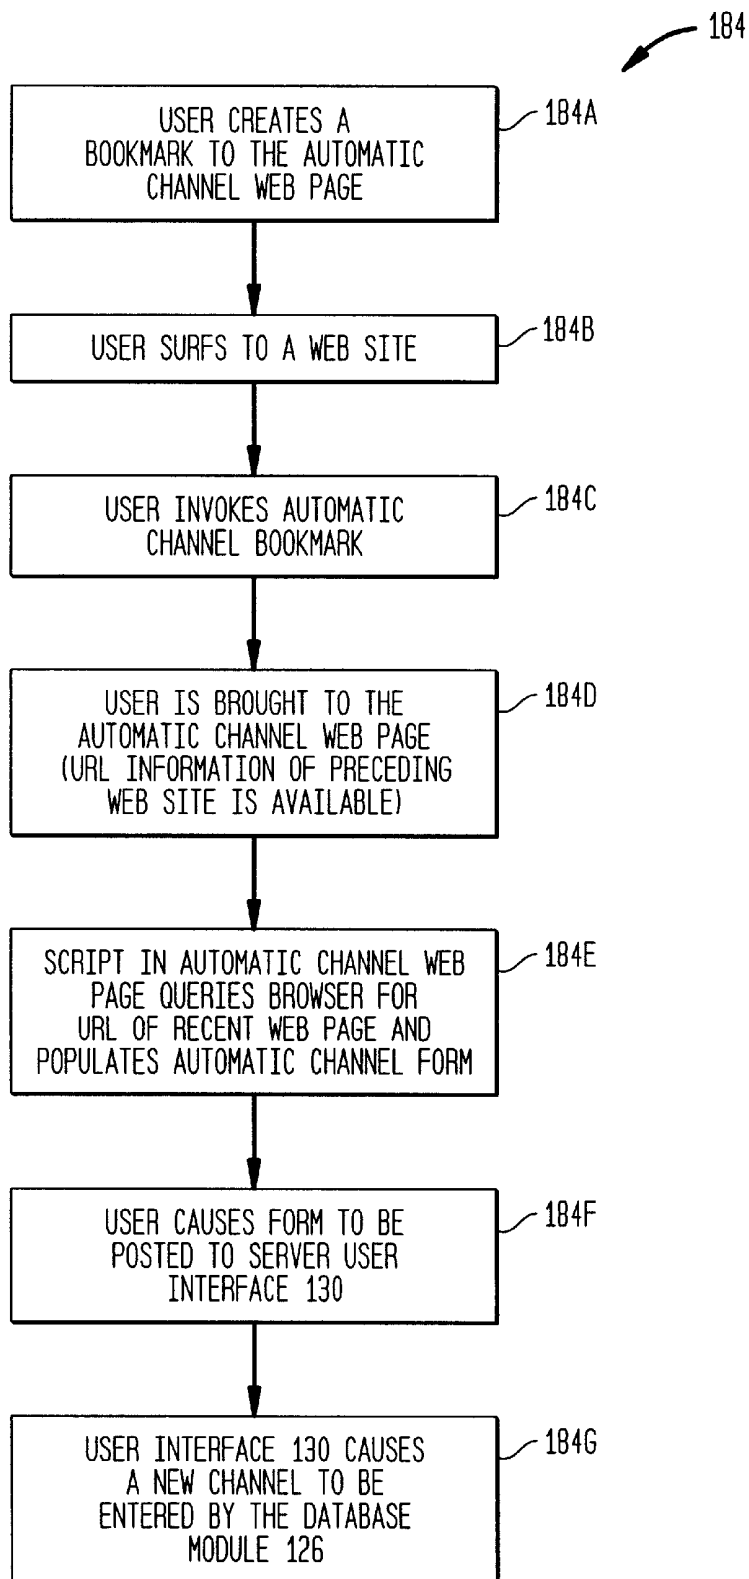 184
USER CREATES A
BOOKMARK TO THE AUTOMATIC
CHANNEL WEB PAGE
184A
USER SURFS TO A WEB SITE
184B
USER INVOKES AUTOMATIC
CHANNEL BOOKMARK
184C
USER IS BROUGHT TO THE
AUTOMATIC CHANNEL WEB PAGE
(URL INFORMATION OF PRECEDING
WEB SITE IS AVAILABLE)
184D
SCRIPT IN AUTOMATIC CHANNEL WEB
PAGE QUERIES BROWSER FOR
URL OF RECENT WEB PAGE AND
POPULATES AUTOMATIC CHANNEL FORM
184E
USER CAUSES FORM TO BE
POSTED TO SERVER USER
INTERFACE 130
184F
USER INTERFACE 130 CAUSES
A NEW CHANNEL TO BE
ENTERED BY THE DATABASE
MODULE 126
184G